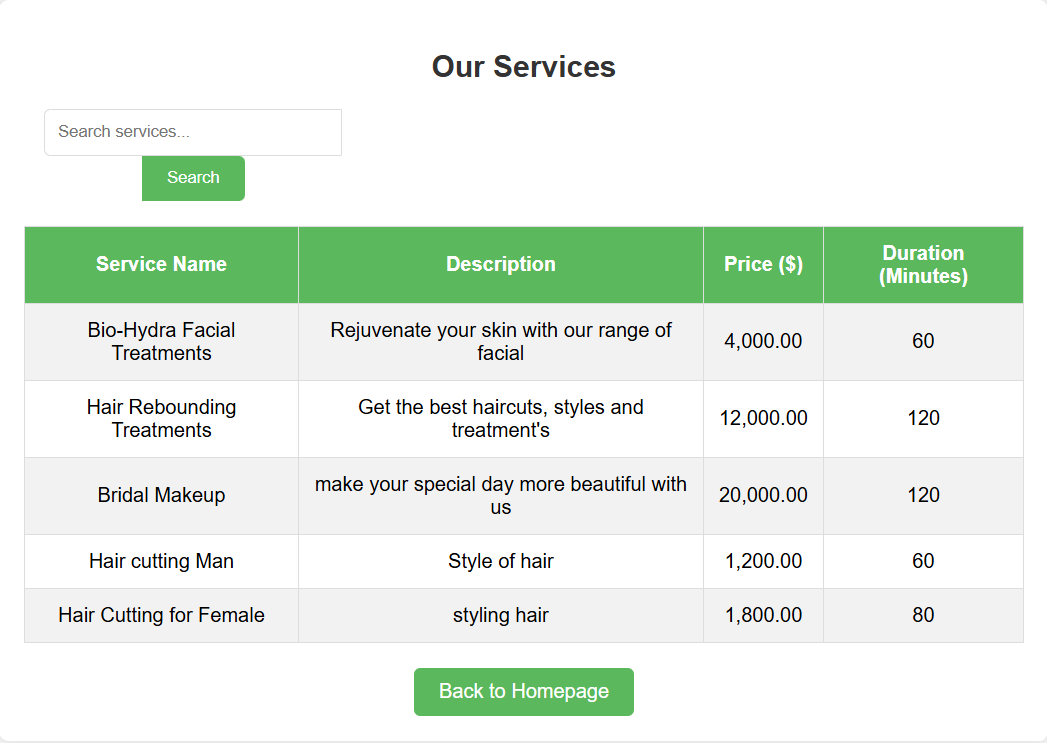 Our Services
Search services...
Search
Service Name
Description
Price ($)
Duration
(Minutes)
Bio-Hydra Facial
Treatments
Rejuvenate your skin with our range of
facial
4,000.00
60
Hair Rebounding
Treatments
Get the best haircuts, styles and
treatment's
12,000.00
120
Bridal Makeup
make your special day more beautiful with
us
20,000.00
120
Hair cutting Man
Style of hair
1,200.00
60
Hair Cutting for Female
styling hair
1,800.00
80
Back to Homepage